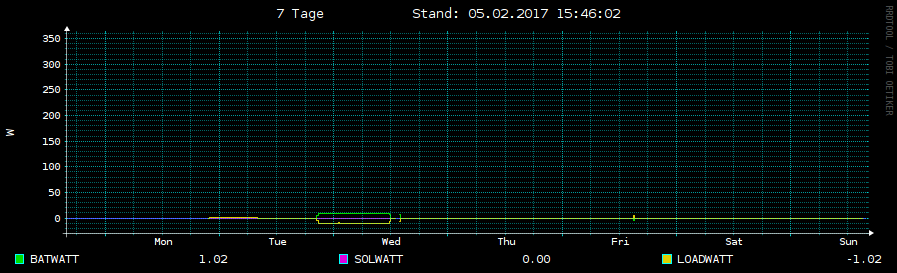 7 Tage Stand: 05.02.2017 15:46:02
RRDTOOL / TOBI OETIKER
W
350
300
250
200
150
100
50
0
Mon Tue Wed Thu Fri Sat Sun
BATWATT 1.02 SOLWATT 0.00 LOADWATT -1.02